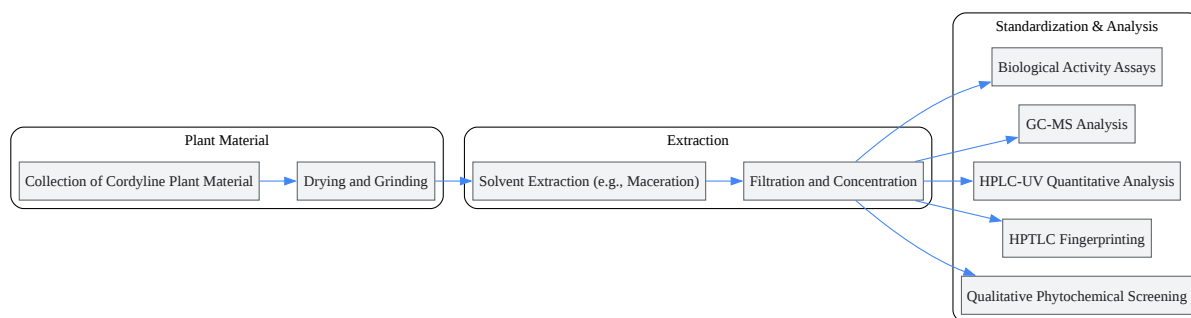 Plant Material
Collection of Cordyline Plant Material
Drying and Grinding
Extraction
Solvent Extraction (e.g., Maceration)
Filtration and Concentration
Standardization & Analysis
Biological Activity Assays
GC-MS Analysis
HPLC-UV Quantitative Analysis
HPTLC Fingerprinting
Qualitative Phytochemical Screening